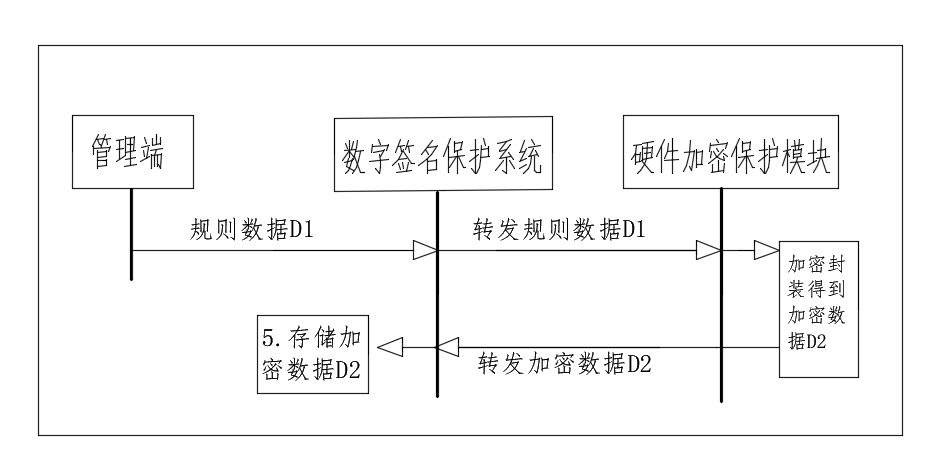 管理端
数字签名保护系统
硬件加密保护模块
规则数据D1
转发规则数据D1
加密封
装得到
加密数
据D2
5.存储加
密数据D2
转发加密数据D2